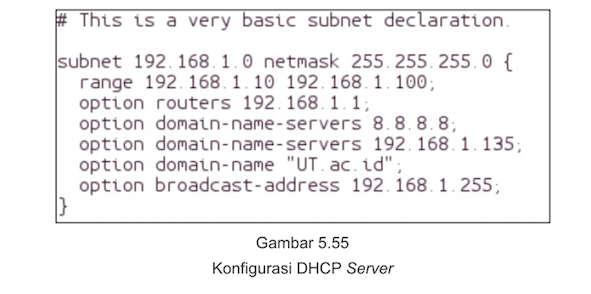 # This is a very basic subnet declaration.
subnet 192.168.1.0 netmask 255.255.255.0 {
range 192.168.1.10 192.168.1.100;
option routers 192.168.1.1;
option domain-name-servers 8.8.8.8;
option domain-name-servers 192.168.1.135;
option domain-name "UT.ac.id";
option broadcast-address 192.168.1.255;
}
Gambar 5.55
Konfigurasi DHCP Server